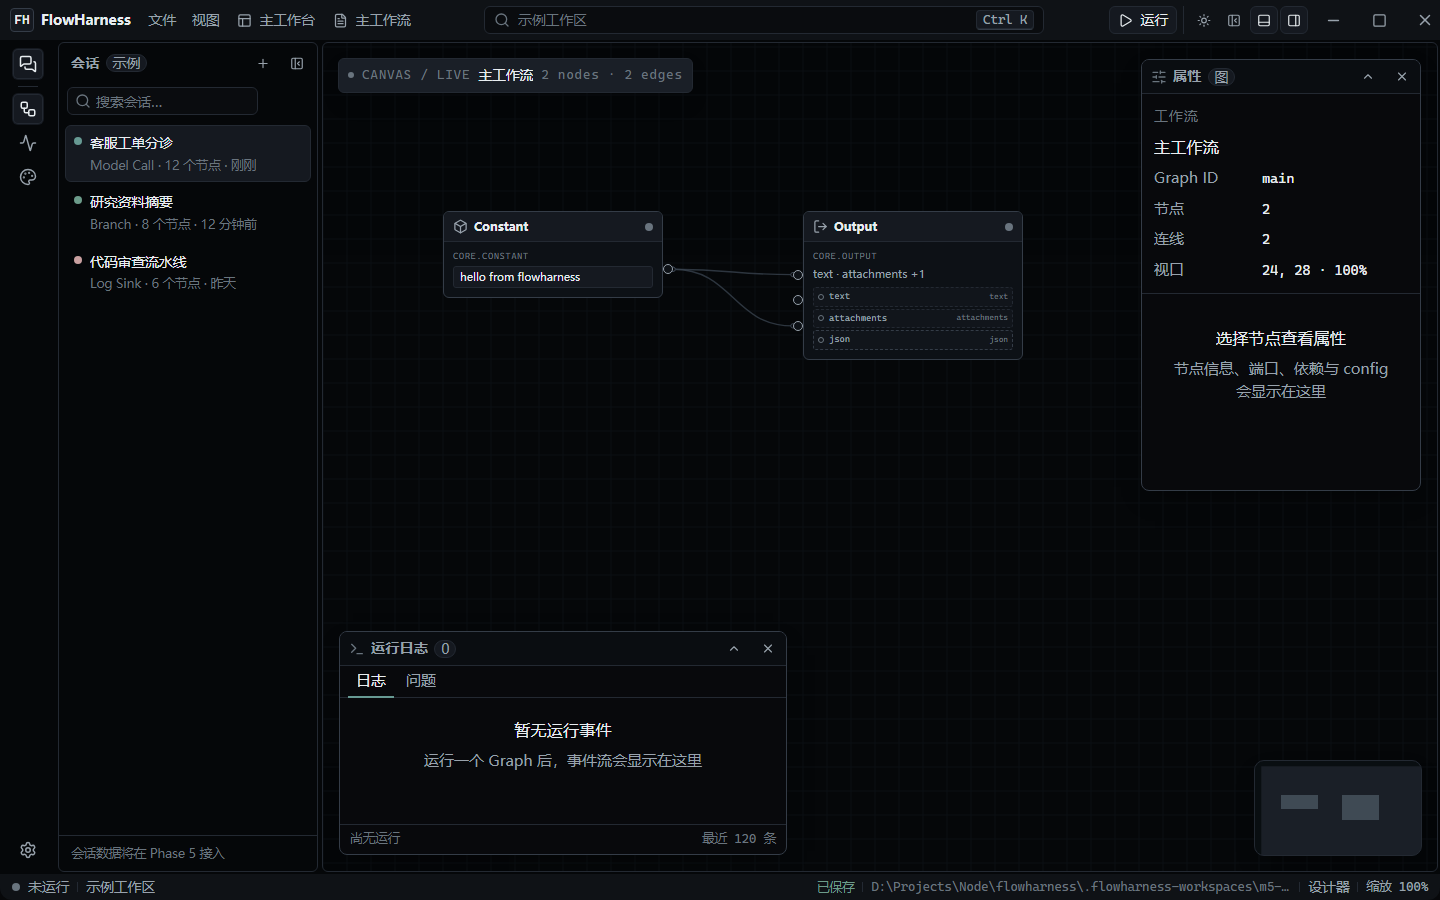 FH FlowHarness 文件 视图 主工作台 主工作流 示例工作区 Ctrl K 运行
会话 示例
搜索会话...
客服工单分诊
Model Call · 12 个节点 · 刚刚
研究资料摘要
Branch · 8 个节点 · 12 分钟前
代码审查流水线
Log Sink · 6 个节点 · 昨天
会话数据将在 Phase 5 接入
CANVAS / LIVE 主工作流 2 nodes · 2 edges
Constant
CORE.CONSTANT
hello from flowharness
Output
CORE.OUTPUT
text · attachments +1
text text
attachments attachments
json json
属性 图
工作流
主工作流
Graph ID main
节点 2
连线 2
视口 24, 28 · 100%
选择节点查看属性
节点信息、端口、依赖与 config
会显示在这里
运行日志 0
日志 问题
暂无运行事件
运行一个 Graph 后，事件流会显示在这里
尚无运行 最近 120 条
未运行 示例工作区 已保存 D:\Projects\Node\flowharness\.flowharness-workspaces\m5-… 设计器 缩放 100%